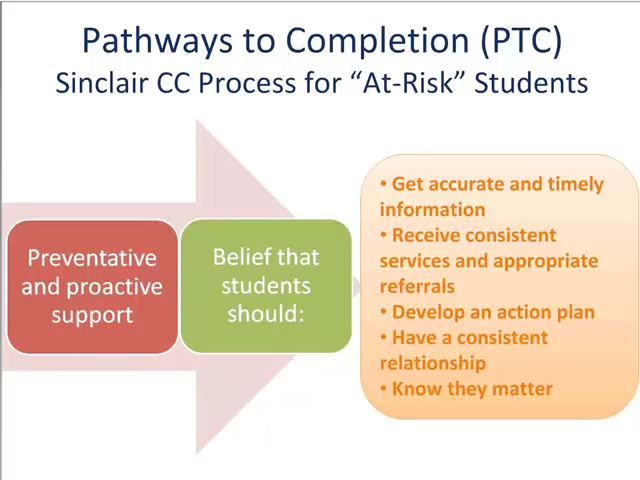 Pathways to Completion (PTC)
Sinclair CC Process for “At-Risk” Students
Preventative
and proactive
support
Belief that
students
should:
• Get accurate and timely
information
• Receive consistent
services and appropriate
referrals
• Develop an action plan
• Have a consistent
relationship
• Know they matter